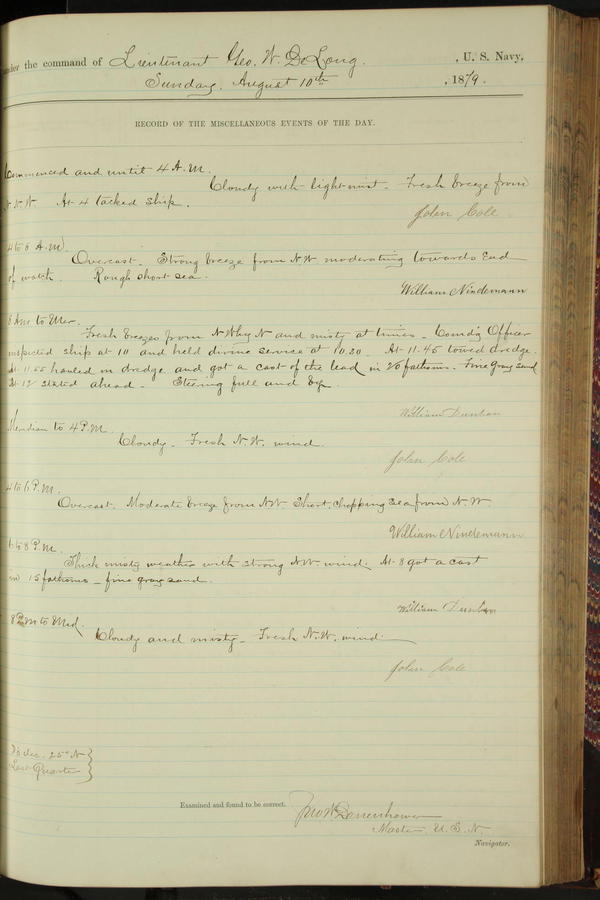 under the command of Lieutenant Geo. W. De Long. , U. S. Navy,
Sunday, August 10th , 1879.
RECORD OF THE MISCELLANEOUS EVENTS OF THE DAY.
Commenced and until 4 A.M.
Cloudy with light mist. Fresh breeze from
N.N.W. At 4 tacked ship.
John Cole
4 to 8 A.M.
Overcast. Strong breeze from N.W. moderating towards end
of watch. Rough short sea.
William Nindemann
8 Am to Mer.
Fresh breezes from N.W by N and misty at times. Comd'g Officer
inspected ship at 10 and held divine service at 10.30. At 11.45 towed dredge.
At 11.55 hauled in dredge and got a cast of the lead in 26 fathoms. Fine gray sand
At 12 stood ahead. Steering full and by.
William Dunbar
Meridian to 4 P.M.
Cloudy. Fresh N.W. wind
John Cole
4 to 6 P.M.
Overcast. Moderate breeze from NW Short, chopping sea from N.W
William Nindemann
6 to 8 P.M.
Thick misty weather with strong N.W. wind. At 8 got a cast
in 15 fathoms – fine gray sand.
William Dunbar
8 P.M to Mid.
Cloudy and misty – Fresh N.W. wind
John Cole
dec. 25° N
Last Quarter
Examined and found to be correct. Jno W Danenhower
Master U.S.N.
Navigator.